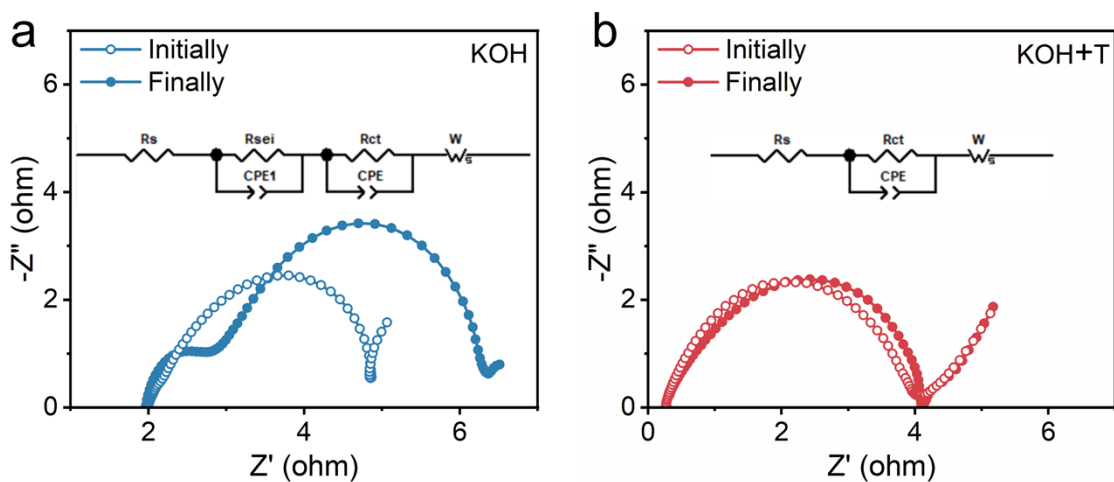 a
Initially
Finally
KOH
Rs
Rsei
Rct
W
s
CPE1
CPE
6
4
2
0
-Z" (ohm)
2
4
6
Z' (ohm)
b
Initially
Finally
KOH+T
Rs
Rct
W
s
CPE
6
4
2
0
-Z" (ohm)
0
2
4
6
Z' (ohm)